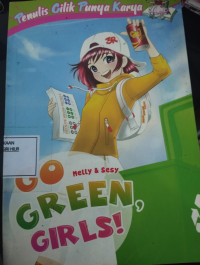 Penulis Cilik Punya Karya
Nelly & Sesy
GO
GREEN,
GIRLS!